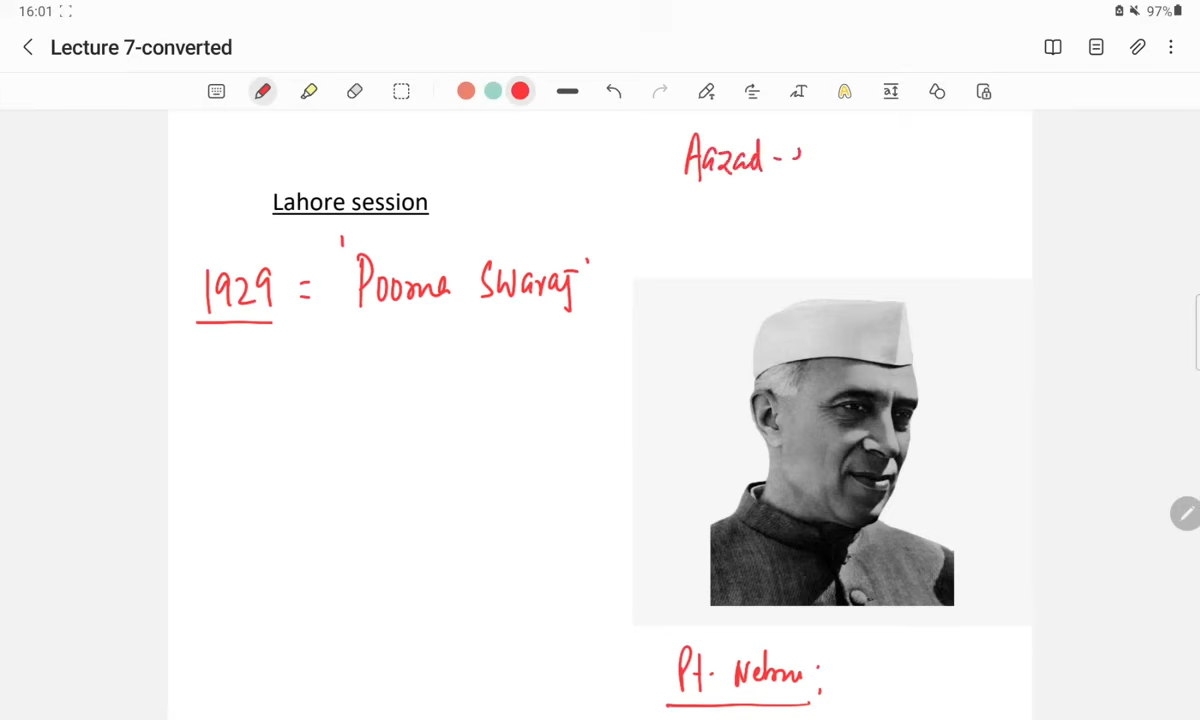 16:01
97%
Lecture 7-converted
Aazad -
Lahore session
1929 = 'Poorna Swaraj'
Pt. Nehru :